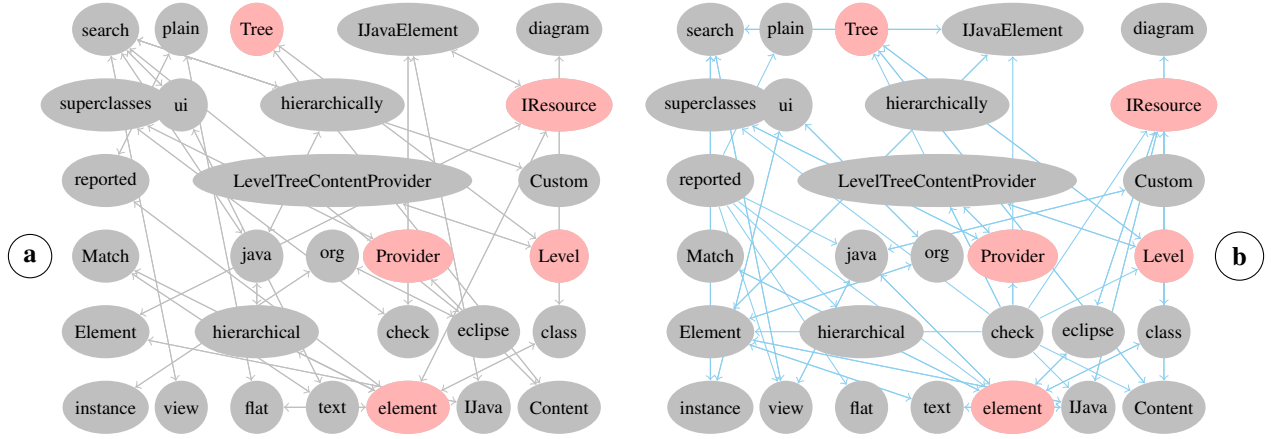 search plain Tree IJavaElement diagram
superclasses ui hierarchically IResource
reported LevelTreeContentProvider Custom
a Match java org Provider Level
Element hierarchical check eclipse class
instance view flat text element IJava Content
search plain Tree IJavaElement diagram
superclasses ui hierarchically IResource
reported LevelTreeContentProvider Custom
Match java org Provider Level b
Element hierarchical check eclipse class
instance view flat text element IJava Content